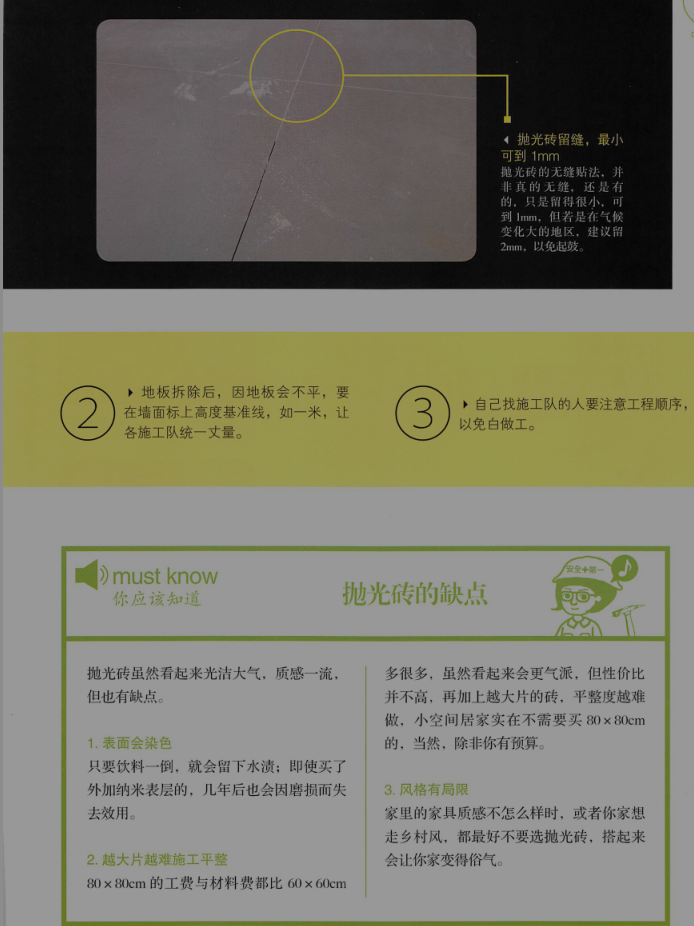 抛光砖留缝，最小
可到 1mm
抛光砖的无缝贴法，并
非真的无缝，还是有
的，只是留得很小，可
到 1mm，但若是在气候
变化大的地区，建议留
2mm，以免起鼓。
2
地板拆除后，因地板会不平，要
在墙面标上高度基准线，如一米，让
各施工队统一丈量。
3
自己找施工队的人要注意工程顺序，
以免白做工。
must know
你应该知道
抛光砖的缺点
安全✚第一
抛光砖虽然看起来光洁大气，质感一流，
但也有缺点。
1. 表面会染色
只要饮料一倒，就会留下水渍；即使买了
外加纳米表层的，几年后也会因磨损而失
去效用。
2. 越大片越难施工平整
80×80cm 的工费与材料费都比 60×60cm
多很多，虽然看起来会更气派，但性价比
并不高，再加上越大片的砖，平整度越难
做，小空间居家实在不需要买 80×80cm
的，当然，除非你有预算。
3. 风格有局限
家里的家具质感不怎么样时，或者你家想
走乡村风，都最好不要选抛光砖，搭起来
会让你家变得俗气。